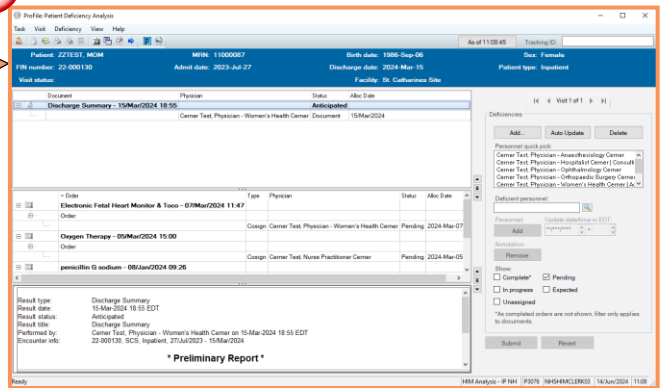 ProFile: Patient Deficiency Analysis
Task Visit Deficiency View Help
As of 11:08:45 Tracking ID:
Patient: ZZTEST, MOM MRN: 11000087 Birth date: 1986-Sep-06 Sex: Female
FIN number: 22-000130 Admit date: 2023-Jul-27 Discharge date: 2024-Mar-15 Patient type: Inpatient
Visit status: Facility: St. Catharines Site
Document Physician Status Alloc Date
Discharge Summary - 15/Mar/2024 18:55 Anticipated
Cerner Test, Physician - Women's Health Cerner Document 15/Mar/2024
Order Type Physician Status Alloc Date
Electronic Fetal Heart Monitor & Toco - 07/Mar/2024 11:47
Order
Cosign Cerner Test, Physician - Women's Health Cerner Pending 2024-Mar-07
Oxygen Therapy - 05/Mar/2024 15:00
Order
Cosign Cerner Test, Nurse Practitioner Cerner Pending 2024-Mar-05
penicillin G sodium - 08/Jan/2024 09:26
Result type: Discharge Summary
Result date: 15-Mar-2024 18:55 EDT
Result status: Anticipated
Result title: Discharge Summary
Performed by: Cerner Test, Physician - Women's Health Cerner on 15-Mar-2024 18:55 EDT
Encounter info: 22-000130, SCS, Inpatient, 27/Jul/2023 - 15/Mar/2024
* Preliminary Report *
Visit 1 of 1
Deficiencies
Add... Auto Update Delete
Personnel quick pick:
Cerner Test, Physician - Anaesthesiology Cerner
Cerner Test, Physician - Hospitalist Cerner | Consulti
Cerner Test, Physician - Ophthalmology Cerner
Cerner Test, Physician - Orthopaedic Surgery Cerner
Cerner Test, Physician - Women's Health Cerner | A
Deficient personnel:
Personnel: Update date/time in EDT:
Add **/***/****
Annotation:
Remove
Show:
Complete* Pending
In progress Expected
Unassigned
*As completed orders are not shown, filter only applies
to documents.
Submit Revert
Ready HIM Analysis - IP NH P3076 NHSHIMCLERK03 14/Jun/2024 11:08